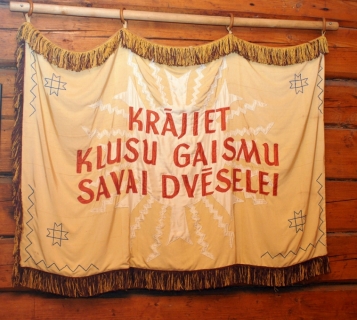 KRĀJIET
KLUSU GAISMU
SAVAI DVĒSELEI